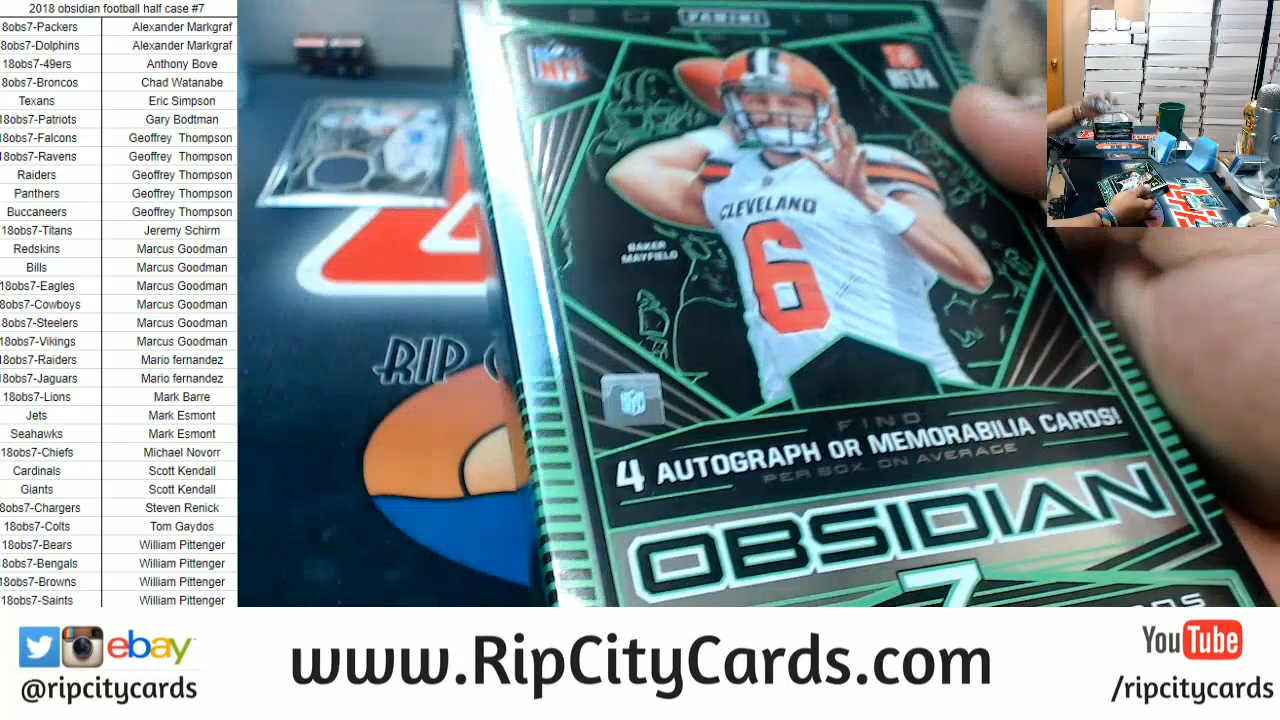 2018 obsidian football half case #7
8obs7-Packers Alexander Markgraf
8obs7-Dolphins Alexander Markgraf
18obs7-49ers Anthony Bove
8obs7-Broncos Chad Watanabe
Texans Eric Simpson
18obs7-Patriots Gary Bodtman
18obs7-Falcons Geoffrey Thompson
18obs7-Ravens Geoffrey Thompson
Raiders Geoffrey Thompson
Panthers Geoffrey Thompson
Buccaneers Geoffrey Thompson
18obs7-Titans Jeremy Schirm
Redskins Marcus Goodman
Bills Marcus Goodman
18obs7-Eagles Marcus Goodman
8obs7-Cowboys Marcus Goodman
8obs7-Steelers Marcus Goodman
18obs7-Vikings Marcus Goodman
18obs7-Raiders Mario fernandez
18obs7-Jaguars Mario fernandez
18obs7-Lions Mark Barre
Jets Mark Esmont
Seahawks Mark Esmont
18obs7-Chiefs Michael Novorr
Cardinals Scott Kendall
Giants Scott Kendall
8obs7-Chargers Steven Renick
18obs7-Colts Tom Gaydos
18obs7-Bears William Pittenger
8obs7-Bengals William Pittenger
18obs7-Browns William Pittenger
18obs7-Saints William Pittenger
PANINI
NFL
NFLPA
CLEVELAND
6
BAKER
MAYFIELD
RIP
FIND
4 AUTOGRAPH OR MEMORABILIA CARDS!
PER BOX, ON AVERAGE
OBSIDIAN
7
ebay
@ripcitycards
www.RipCityCards.com
YouTube
/ripcitycards